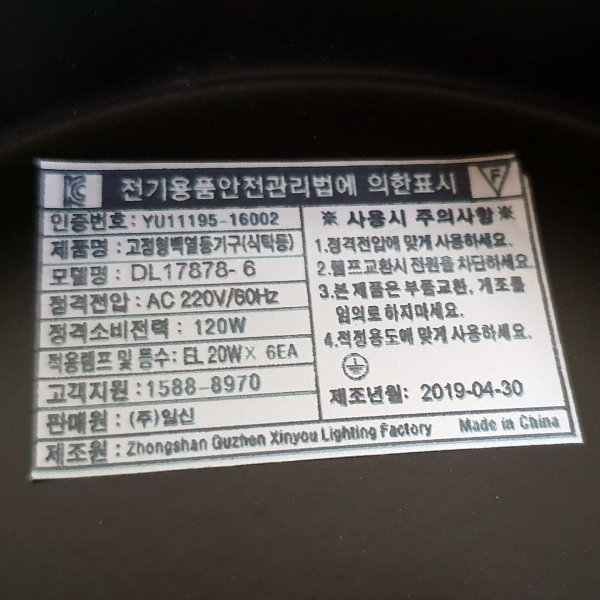 전기용품안전관리법에 의한표시
F
인증번호: YU11195-16002
제품명 : 고정형백열등기구(식탁등)
모델명 : DL17878- 6
정격전압 : AC 220V/60Hz
정격소비전력 : 120W
적용램프 및 등수: EL 20W× 6EA
고객지원 : 1588-8970
판매원 : (주)일신
제조원 : Zhongshan Guzhen Xinyou Lighting Factory Made in China
※ 사용시 주의사항 ※
1.정격전압에 맞게 사용하세요.
2.램프교환시 전원을 차단하세요.
3.본 제품은 부품교환, 개조를
임의로 하지마세요.
4.적정용도에 맞게 사용하세요.
제조년월: 2019-04-30